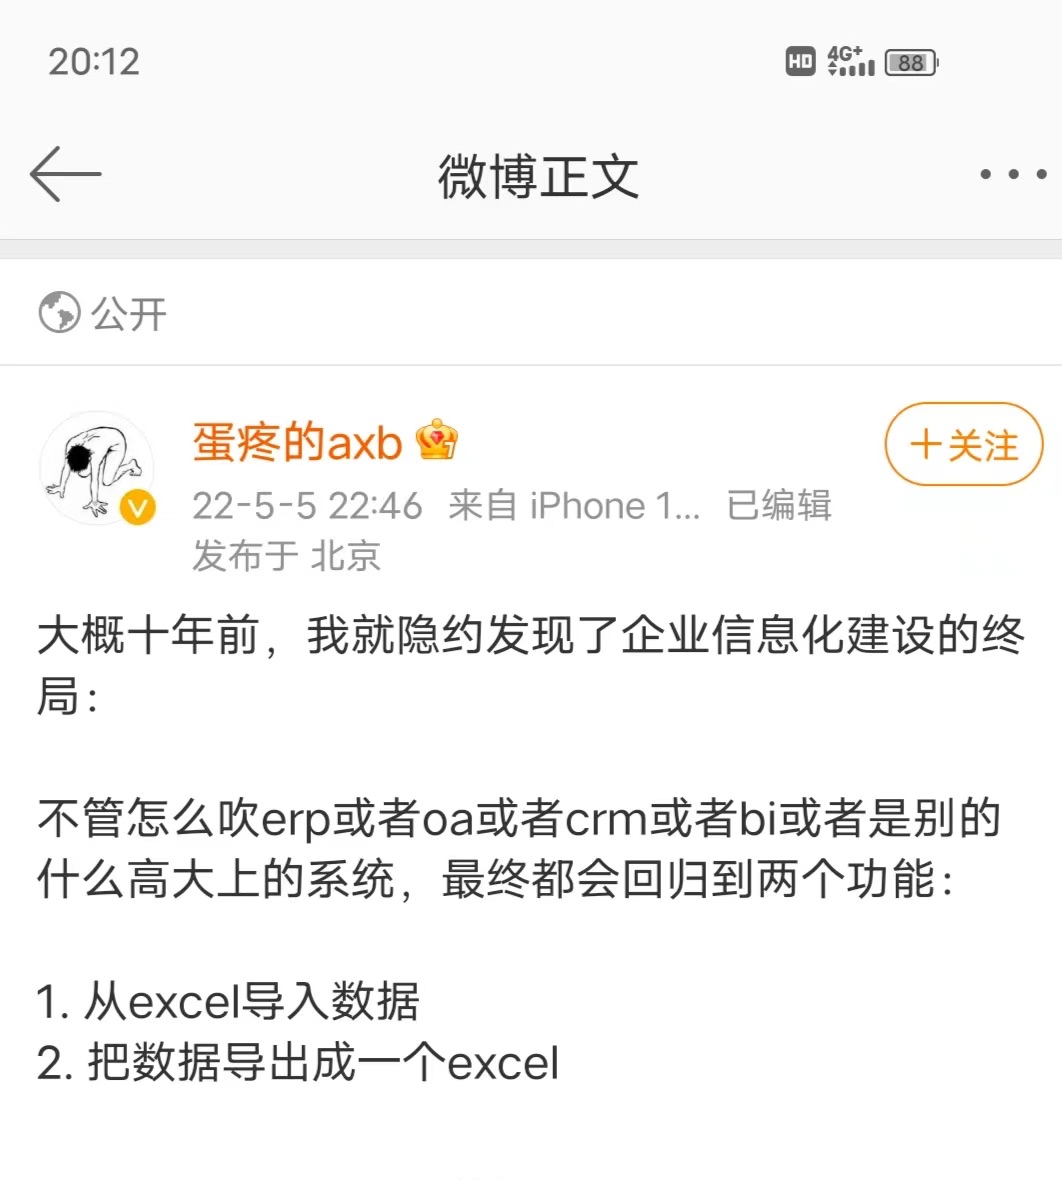 20:12
HD 4G+ 88
微博正文
公开
蛋疼的axb 7
+关注
22-5-5 22:46 来自 iPhone 1... 已编辑
发布于 北京
大概十年前，我就隐约发现了企业信息化建设的终
局：
不管怎么吹erp或者oa或者crm或者bi或者是别的
什么高大上的系统，最终都会回归到两个功能：
1. 从excel导入数据
2. 把数据导出成一个excel